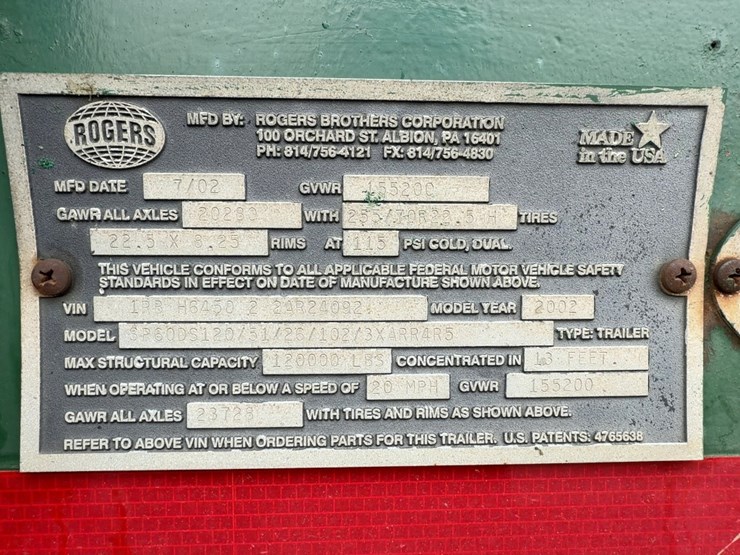 ROGERS
MFD BY: ROGERS BROTHERS CORPORATION
100 ORCHARD ST. ALBION, PA 16401
PH: 814/756-4121 FX: 814/756-4830
MADE
in the USA
MFD DATE 7/02 GVWR
GAWR ALL AXLES WITH TIRES
22.5 X 8.25 RIMS AT 115 PSI COLD, DUAL.
THIS VEHICLE CONFORMS TO ALL APPLICABLE FEDERAL MOTOR VEHICLE SAFETY
STANDARDS IN EFFECT ON DATE OF MANUFACTURE SHOWN ABOVE.
VIN MODEL YEAR 2002
MODEL TYPE: TRAILER
MAX STRUCTURAL CAPACITY 120000 LBS CONCENTRATED IN 13 FEET.
WHEN OPERATING AT OR BELOW A SPEED OF 20 MPH GVWR 155200
GAWR ALL AXLES 23728 WITH TIRES AND RIMS AS SHOWN ABOVE.
REFER TO ABOVE VIN WHEN ORDERING PARTS FOR THIS TRAILER. U.S. PATENTS: 4765638